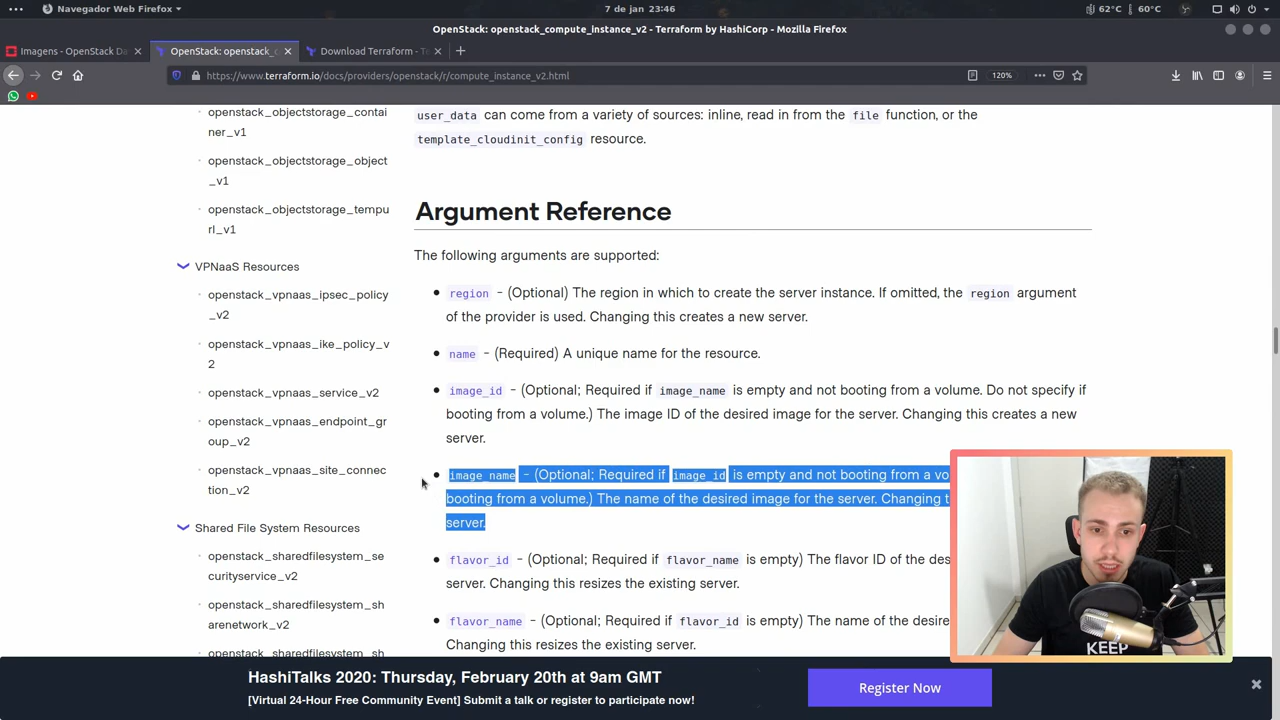 Navegador Web Firefox
7 de jan 23:46
62°C
60°C
OpenStack: openstack_compute_instance_v2 - Terraform by HashiCorp - Mozilla Firefox
Imagens - OpenStack Da
OpenStack: openstack_c
Download Terraform - Te
https://www.terraform.io/docs/providers/openstack/r/compute_instance_v2.html
120%
openstack_objectstorage_contai
ner_v1
openstack_objectstorage_object
_v1
openstack_objectstorage_tempu
rl_v1
VPNaaS Resources
openstack_vpnaas_ipsec_policy
_v2
openstack_vpnaas_ike_policy_v
2
openstack_vpnaas_service_v2
openstack_vpnaas_endpoint_gr
oup_v2
openstack_vpnaas_site_connec
tion_v2
Shared File System Resources
openstack_sharedfilesystem_se
curityservice_v2
openstack_sharedfilesystem_sh
arenetwork_v2
openstack_sharedfilesystem_sh
user_data can come from a variety of sources: inline, read in from the file function, or the
template_cloudinit_config resource.
Argument Reference
The following arguments are supported:
region - (Optional) The region in which to create the server instance. If omitted, the region argument
of the provider is used. Changing this creates a new server.
name - (Required) A unique name for the resource.
image_id - (Optional; Required if image_name is empty and not booting from a volume. Do not specify if
booting from a volume.) The image ID of the desired image for the server. Changing this creates a new
server.
image_name - (Optional; Required if image_id is empty and not booting from a vo
booting from a volume.) The name of the desired image for the server. Changing t
server.
flavor_id - (Optional; Required if flavor_name is empty) The flavor ID of the des
server. Changing this resizes the existing server.
flavor_name - (Optional; Required if flavor_id is empty) The name of the desire
Changing this resizes the existing server.
KEEP
HashiTalks 2020: Thursday, February 20th at 9am GMT
[Virtual 24-Hour Free Community Event] Submit a talk or register to participate now!
Register Now